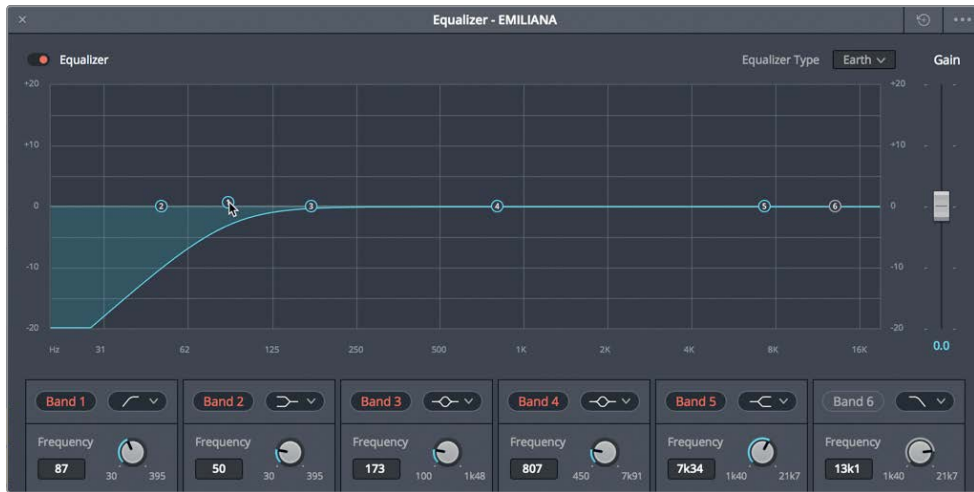 × Equalizer - EMILIANA
Equalizer Equalizer Type Earth Gain
+20 +20
+10 +10
0 2 1 3 4 5 6 0
-10 -10
-20 -20
Hz 31 62 125 250 500 1K 2K 4K 8K 16K 0.0
Band 1 Band 2 Band 3 Band 4 Band 5 Band 6
Frequency Frequency Frequency Frequency Frequency Frequency
87 50 173 807 7k34 13k1
30 395 30 395 100 1k48 450 7k91 1k40 21k7 1k40 21k7